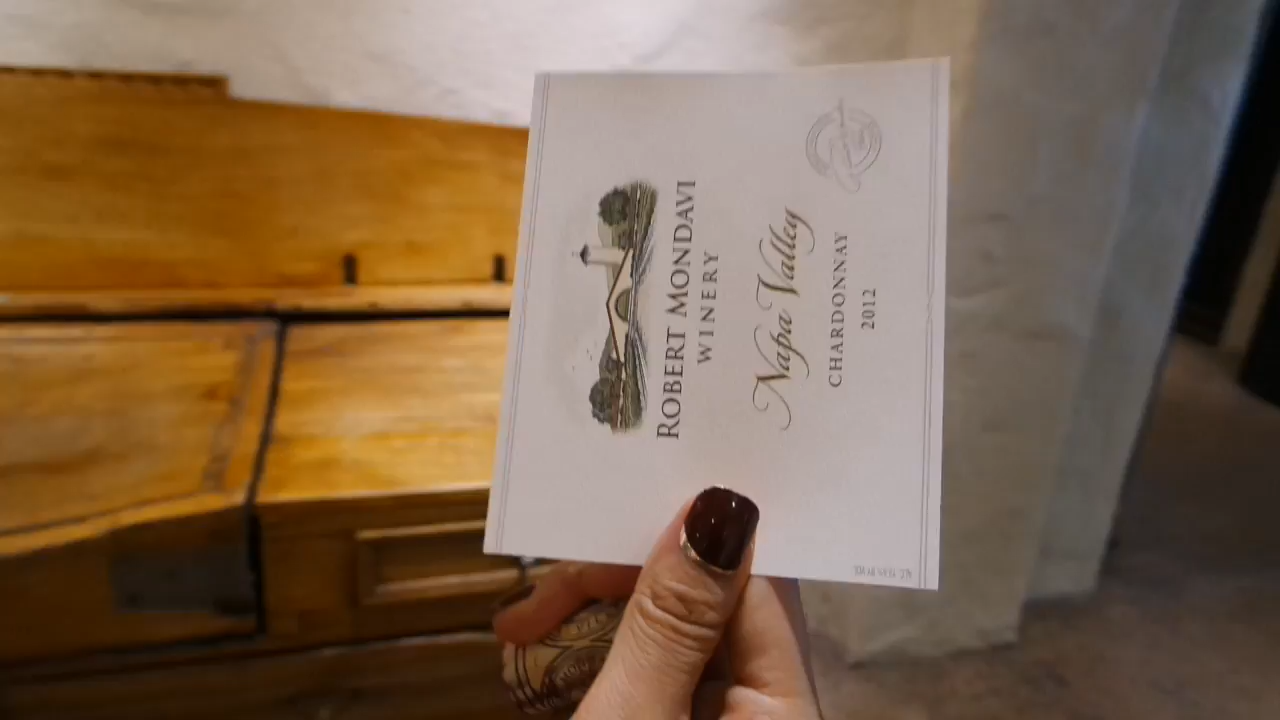 ROBERT MONDAVI
WINERY
Napa Valley
CHARDONNAY
2012